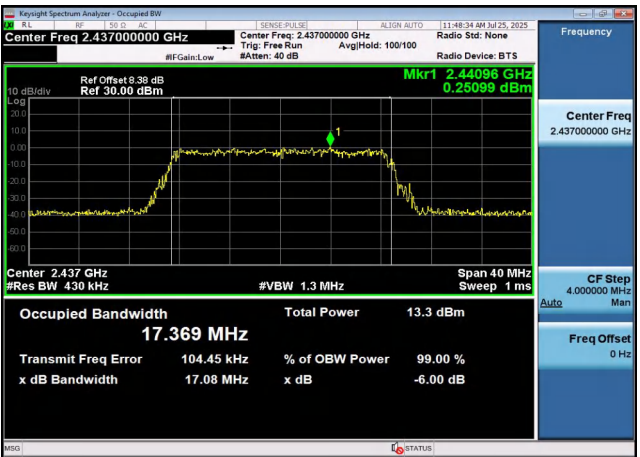 Keysight Spectrum Analyzer - Occupied BW
RL RF 50 Ω AC SENSE:PULSE ALIGN AUTO 11:48:34 AM Jul 25, 2025
Center Freq 2.437000000 GHz
Center Freq: 2.437000000 GHz Radio Std: None
Trig: Free Run Avg|Hold: 100/100
#IFGain:Low #Atten: 40 dB Radio Device: BTS
Ref Offset 8.38 dB Mkr1 2.44096 GHz
10 dB/div Ref 30.00 dBm 0.25099 dBm
Log
20.0
10.0
1
0.00
-10.0
-20.0
-30.0
-40.0
-50.0
-60.0
Center 2.437 GHz Span 40 MHz
#Res BW 430 kHz #VBW 1.3 MHz Sweep 1 ms
Occupied Bandwidth Total Power 13.3 dBm
17.369 MHz
Transmit Freq Error 104.45 kHz % of OBW Power 99.00 %
x dB Bandwidth 17.08 MHz x dB -6.00 dB
MSG STATUS
Frequency
Center Freq
2.437000000 GHz
CF Step
4.000000 MHz
Auto Man
Freq Offset
0 Hz